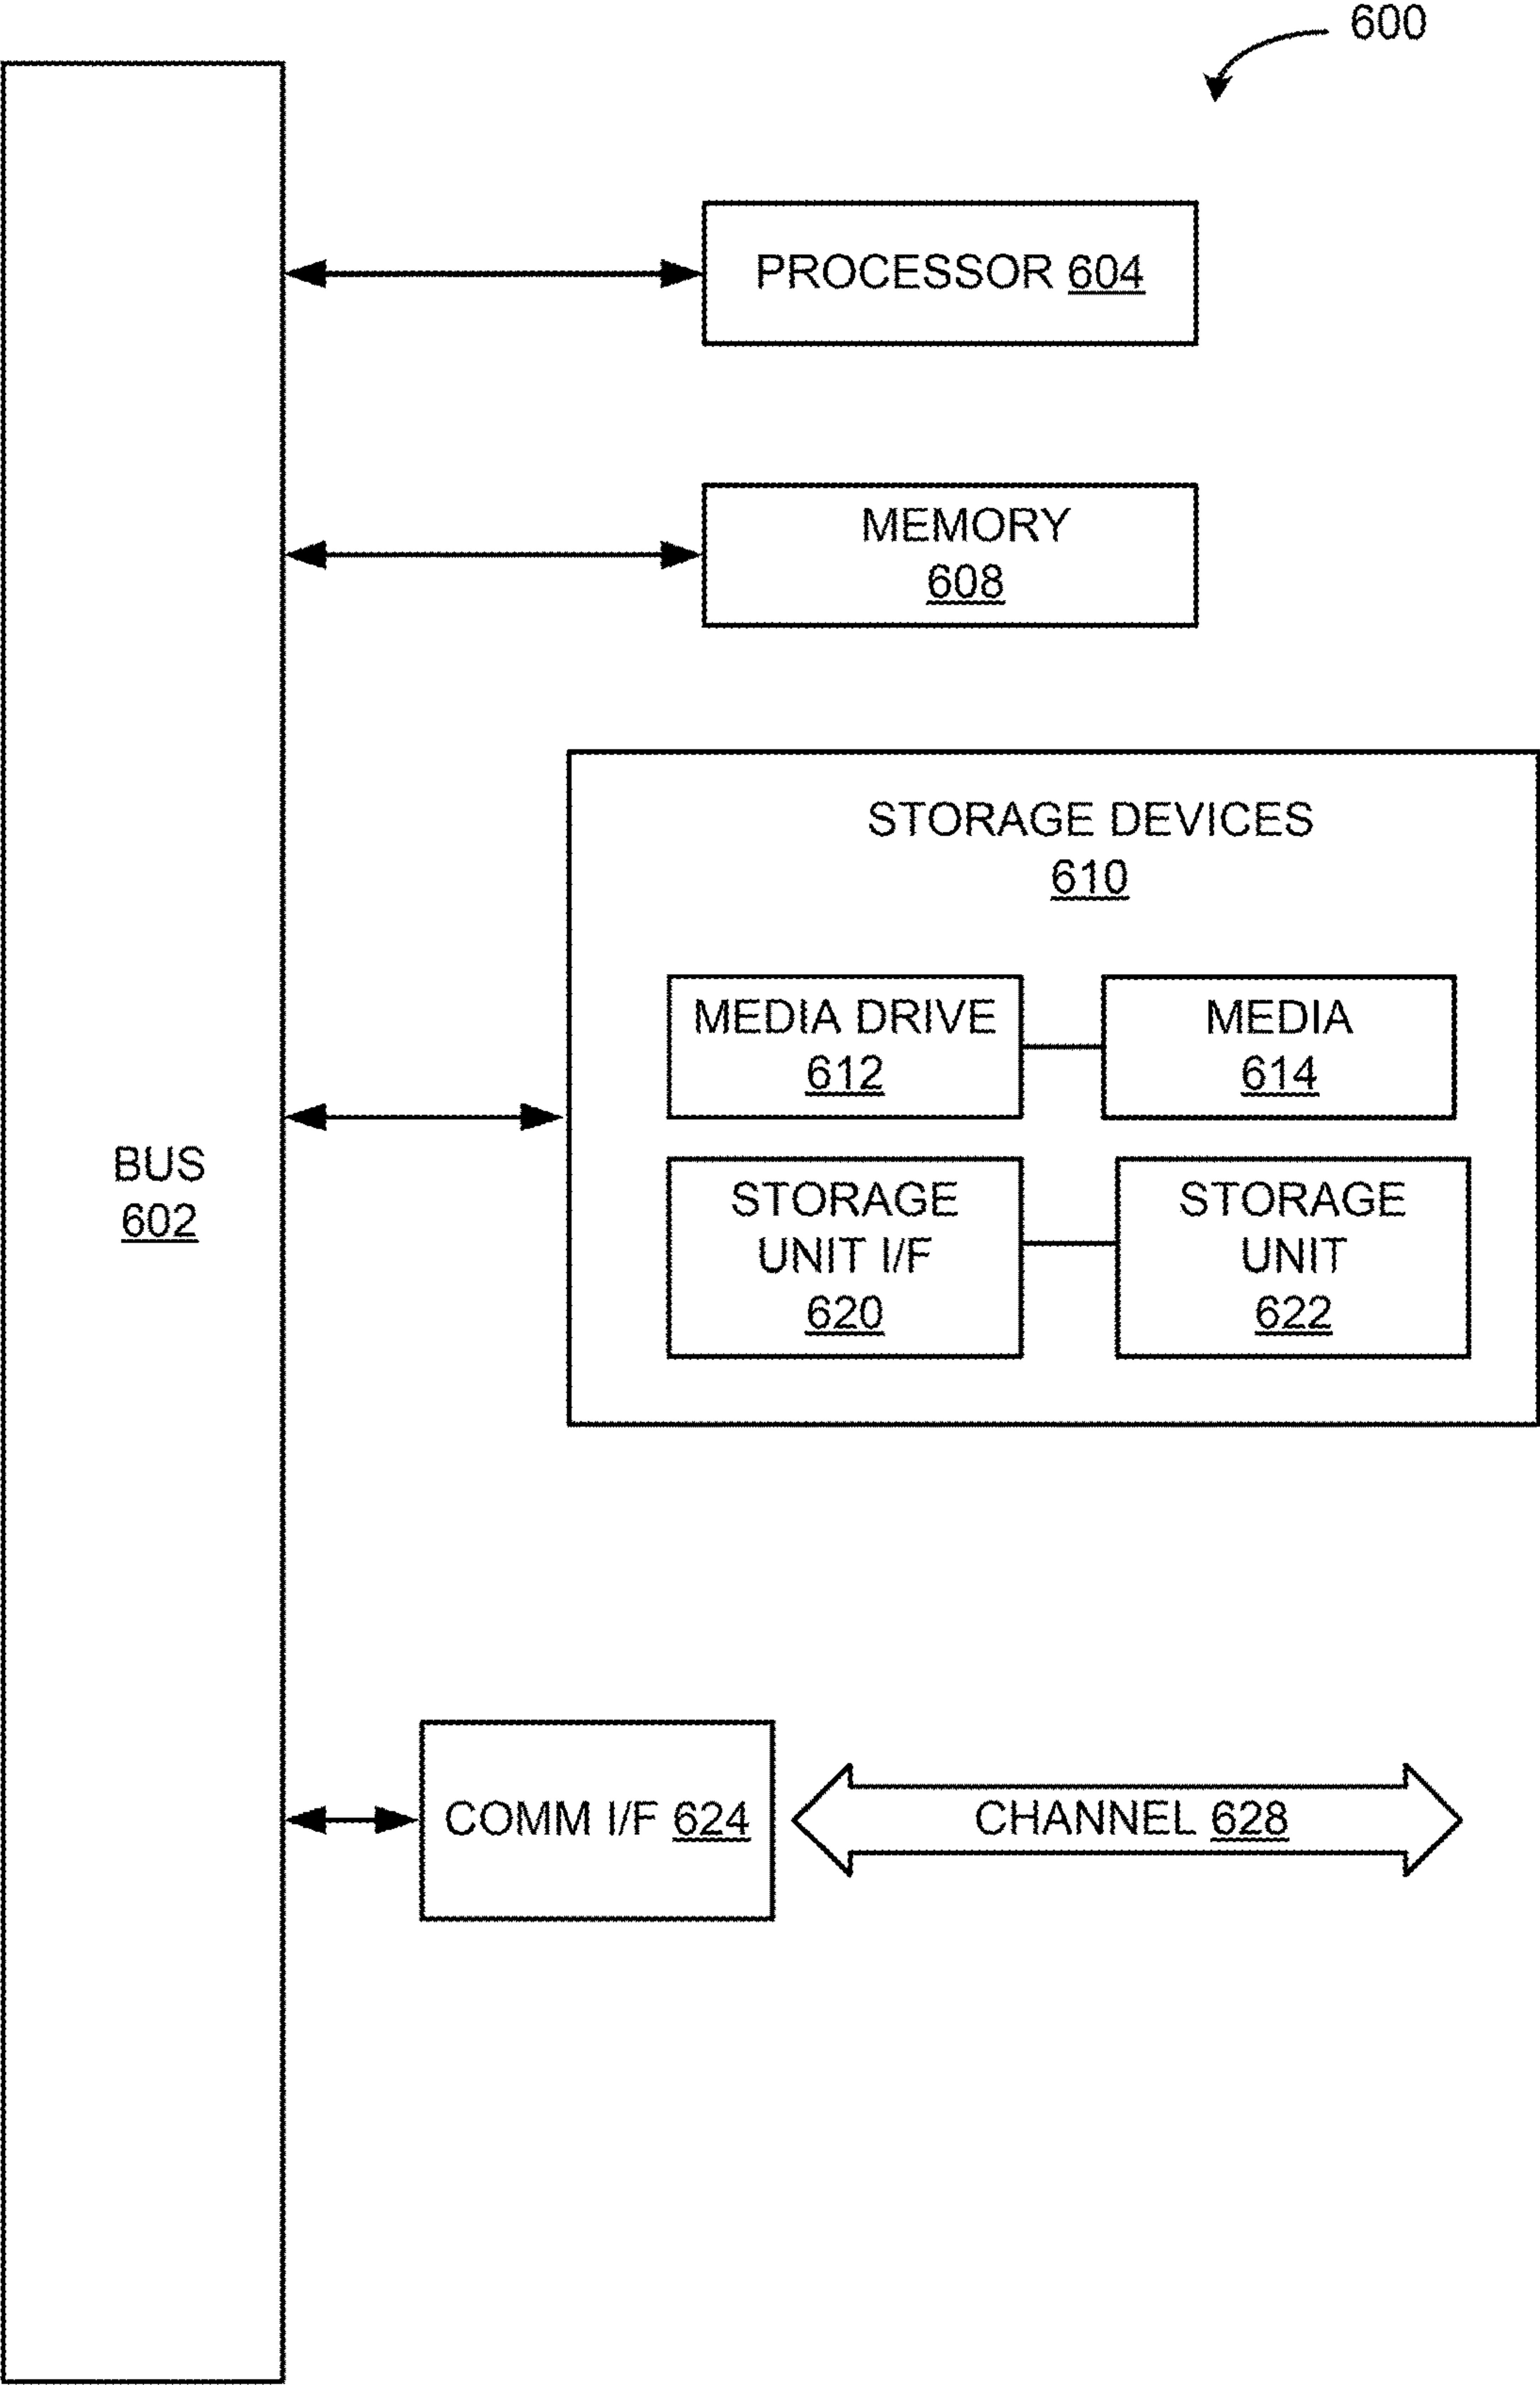 600
PROCESSOR 604
MEMORY
608
STORAGE DEVICES
610
MEDIA DRIVE
612
MEDIA
614
BUS
602
STORAGE
UNIT I/F
620
STORAGE
UNIT
622
COMM I/F 624
CHANNEL 628